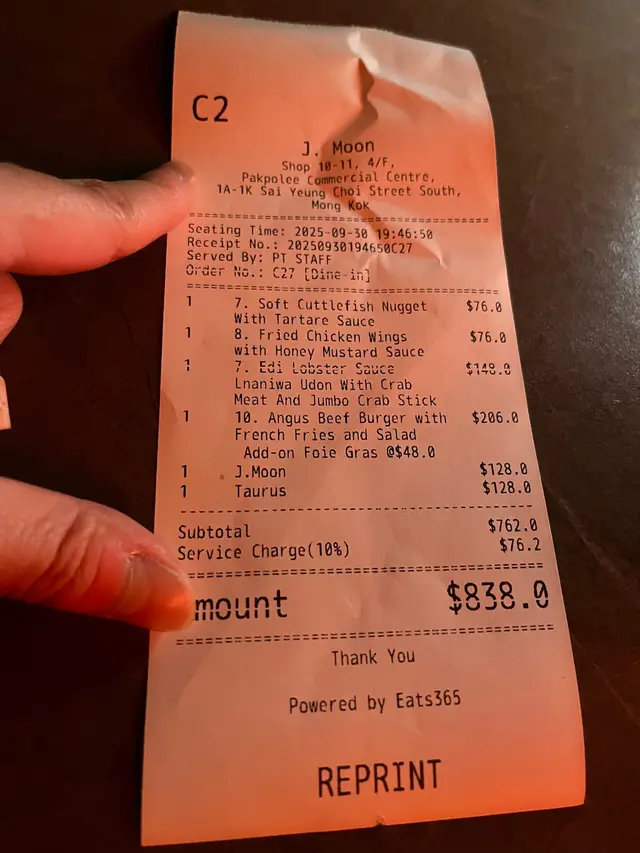 C2
J. Moon
Shop 10-11, 4/F,
Pakpolee Commercial Centre,
1A-1K Sai Yeung Choi Street South,
Mong Kok
Seating Time: 2025-09-30 19:46:50
Receipt No.: 20250930194650C27
Served By: PT STAFF
Order No.: C27 [Dine-in]
1 7. Soft Cuttlefish Nugget $76.0
With Tartare Sauce
1 8. Fried Chicken Wings $76.0
with Honey Mustard Sauce
1 7. Edi Lobster Sauce $148.0
Lnaniwa Udon With Crab
Meat And Jumbo Crab Stick
1 10. Angus Beef Burger with $206.0
French Fries and Salad
Add-on Foie Gras @$48.0
1 J.Moon $128.0
1 Taurus $128.0
Subtotal $762.0
Service Charge(10%) $76.2
mount $838.0
Thank You
Powered by Eats365
REPRINT